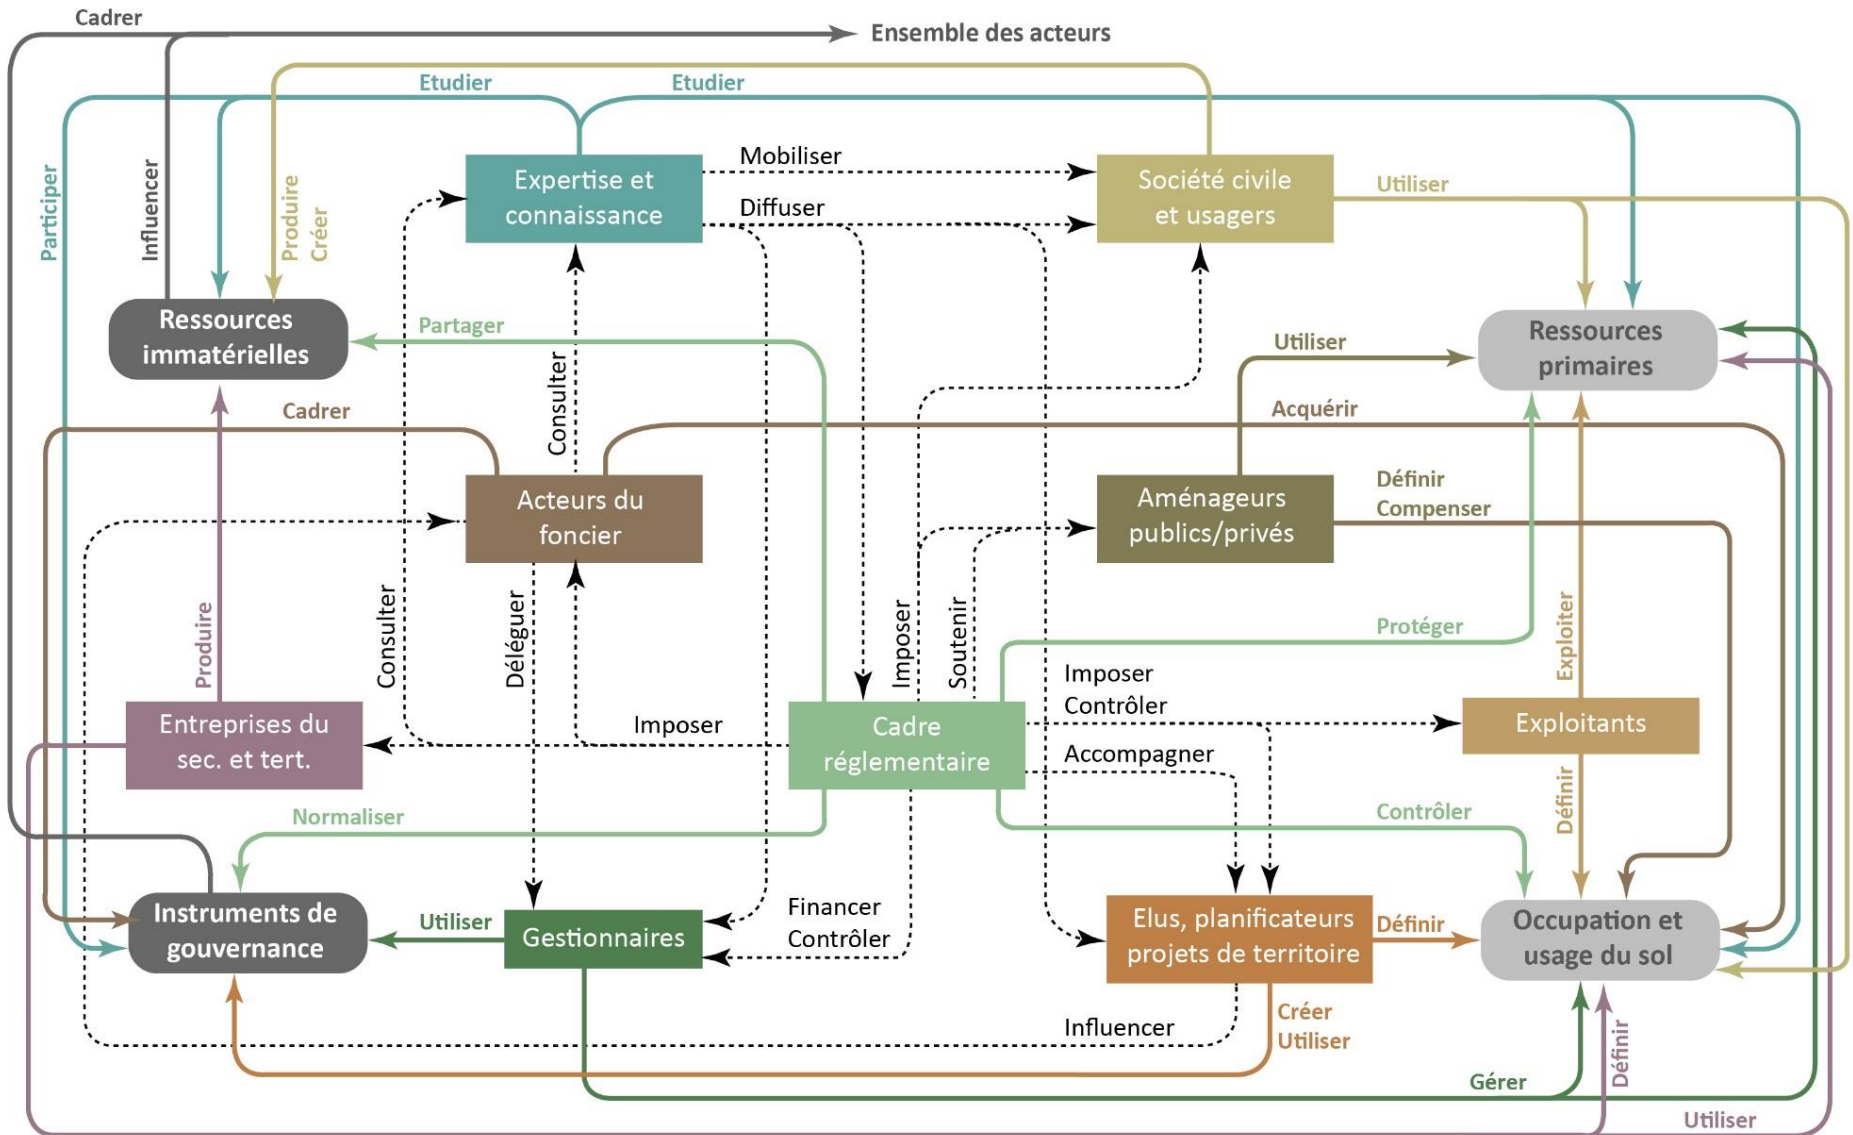 Cadrer
Ensemble des acteurs
Etudier
Etudier
Participer
Influencer
Produire
Créer
Expertise et
connaissance
Mobiliser
Diffuser
Société civile
et usagers
Utiliser
Ressources
immatérielles
Partager
Consulter
Utiliser
Ressources
primaires
Cadrer
Acquérir
Acteurs du
foncier
Aménageurs
publics/privés
Définir
Compenser
Produire
Consulter
Déléguer
Imposer
Soutenir
Protéger
Exploiter
Imposer
Contrôler
Entreprises du
sec. et tert.
Imposer
Cadre
réglementaire
Accompagner
Exploitants
Normaliser
Contrôler
Définir
Instruments de
gouvernance
Utiliser
Gestionnaires
Financer
Contrôler
Elus, planificateurs
projets de territoire
Définir
Occupation et
usage du sol
Influencer
Créer
Utiliser
Définir
Gérer
Utiliser